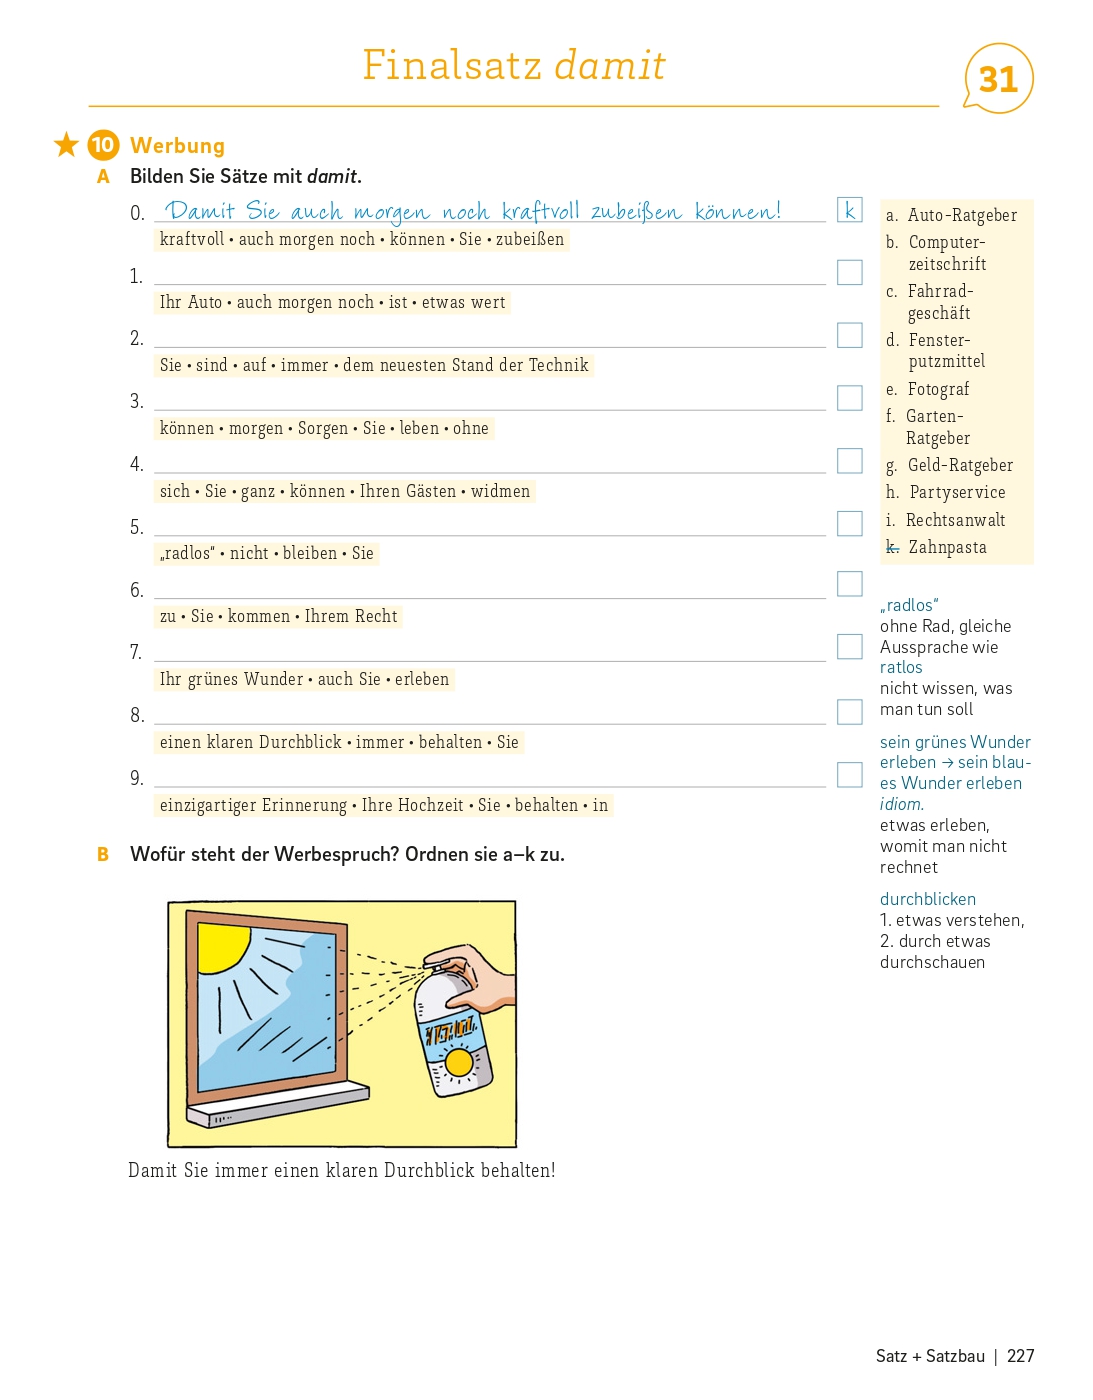 Finalsatz damit
31
10 Werbung
A Bilden Sie Sätze mit damit.
0. Damit Sie auch morgen noch kraftvoll zubeißen können! k
kraftvoll • auch morgen noch • können • Sie • zubeißen
1.
Ihr Auto • auch morgen noch • ist • etwas wert
2.
Sie • sind • auf • immer • dem neuesten Stand der Technik
3.
können • morgen • Sorgen • Sie • leben • ohne
4.
sich • Sie • ganz • können • Ihren Gästen • widmen
5.
„radlos“ • nicht • bleiben • Sie
6.
zu • Sie • kommen • Ihrem Recht
7.
Ihr grünes Wunder • auch Sie • erleben
8.
einen klaren Durchblick • immer • behalten • Sie
9.
einzigartiger Erinnerung • Ihre Hochzeit • Sie • behalten • in
a. Auto-Ratgeber
b. Computer-
zeitschrift
c. Fahrrad-
geschäft
d. Fenster-
putzmittel
e. Fotograf
f. Garten-
Ratgeber
g. Geld-Ratgeber
h. Partyservice
i. Rechtsanwalt
k. Zahnpasta
„radlos“
ohne Rad, gleiche
Aussprache wie
ratlos
nicht wissen, was
man tun soll
sein grünes Wunder
erleben → sein blau-
es Wunder erleben
idiom.
etwas erleben,
womit man nicht
rechnet
durchblicken
1. etwas verstehen,
2. durch etwas
durchschauen
B Wofür steht der Werbespruch? Ordnen sie a–k zu.
Damit Sie immer einen klaren Durchblick behalten!
Satz + Satzbau | 227